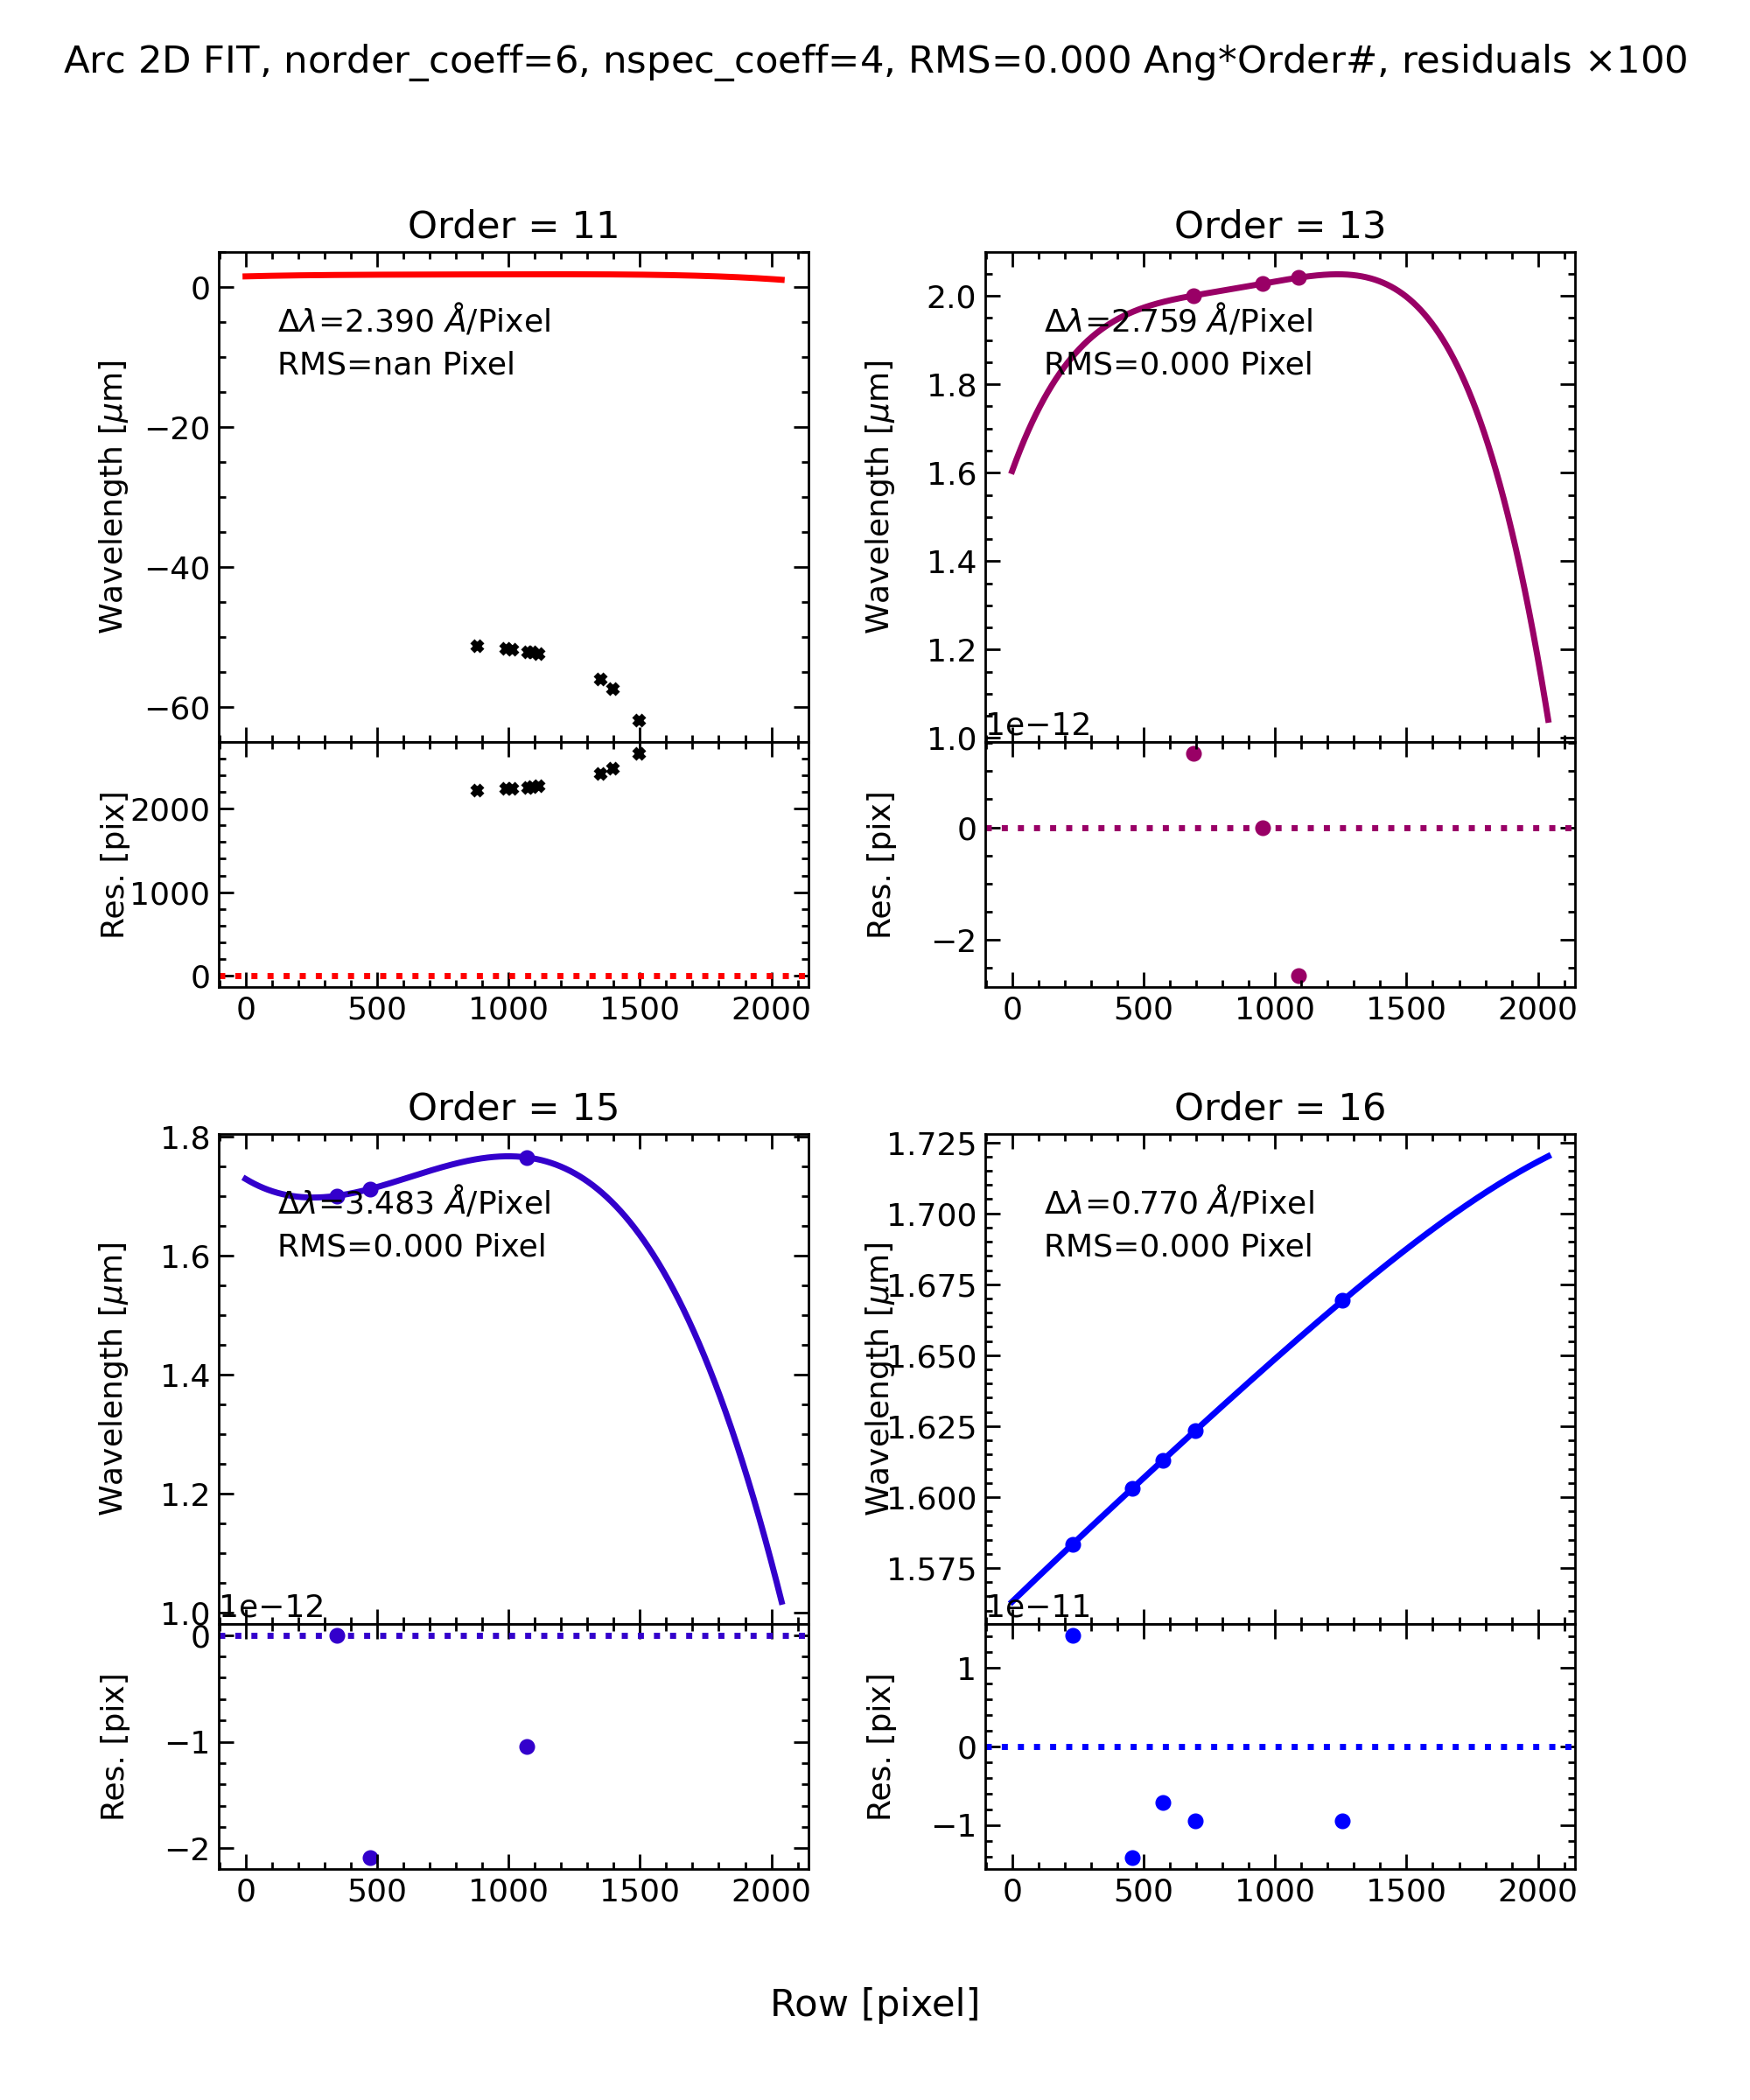 Arc 2D FIT, norder_coeff=6, nspec_coeff=4, RMS=0.000 Ang*Order#, residuals ×100
Order = 11
Δλ=2.390 Å/Pixel
RMS=nan Pixel
Wavelength [μm]
0
−20
−40
−60
Res. [pix]
2000
1000
0
0 500 1000 1500 2000
Order = 13
Δλ=2.759 Å/Pixel
RMS=0.000 Pixel
Wavelength [μm]
2.0
1.8
1.6
1.4
1.2
1.0
1e−12
Res. [pix]
0
−2
0 500 1000 1500 2000
Order = 15
Δλ=3.483 Å/Pixel
RMS=0.000 Pixel
Wavelength [μm]
1.8
1.6
1.4
1.2
1.0
1e−12
Res. [pix]
0
−1
−2
0 500 1000 1500 2000
Order = 16
Δλ=0.770 Å/Pixel
RMS=0.000 Pixel
Wavelength [μm]
1.725
1.700
1.675
1.650
1.625
1.600
1.575
1e−11
Res. [pix]
1
0
−1
0 500 1000 1500 2000
Row [pixel]